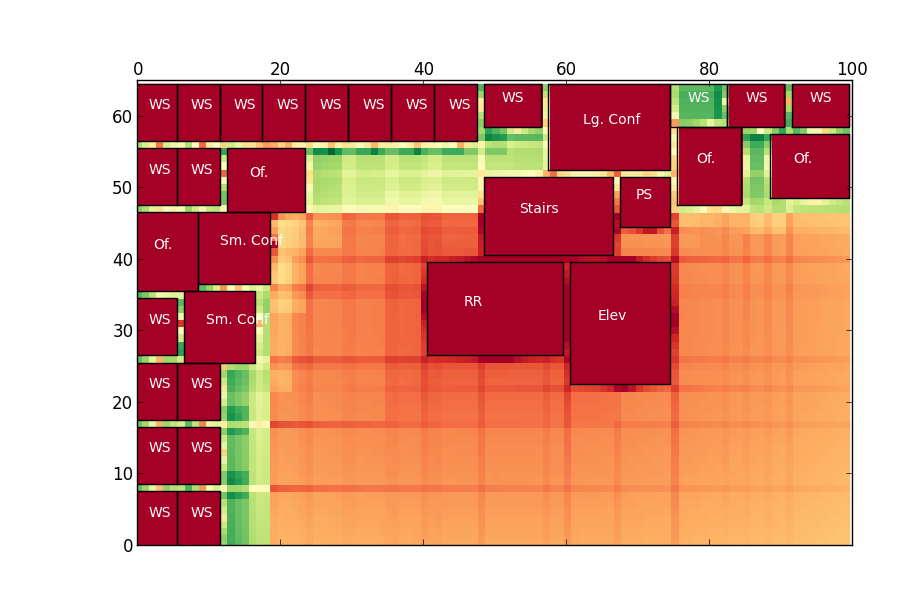 0 20 40 60 80 100
60 WS WS WS WS WS WS WS WS WS Lg. Conf WS WS WS
50 WS WS Of. Of. Of.
PS
Stairs
40 Of. Sm. Conf
30 WS Sm. Conf RR Elev
20 WS WS
10 WS WS
0 WS WS